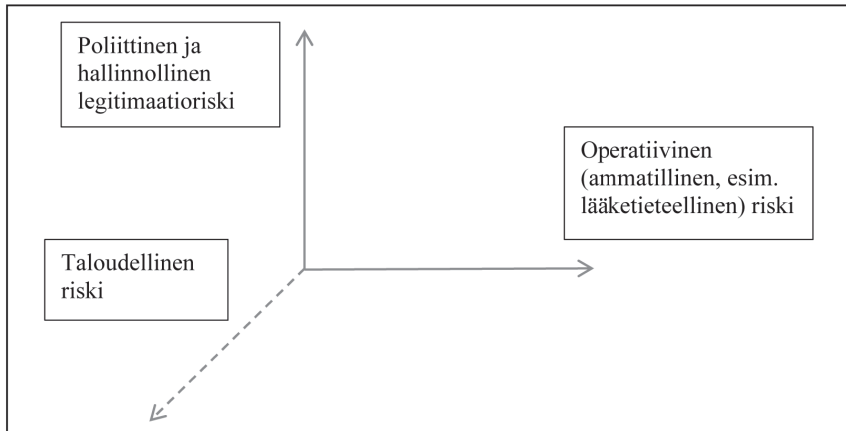 Poliittinen ja
hallinnollinen
legitimaatioriski
Operatiivinen
(ammatillinen, esim.
lääketieteellinen) riski
Taloudellinen
riski